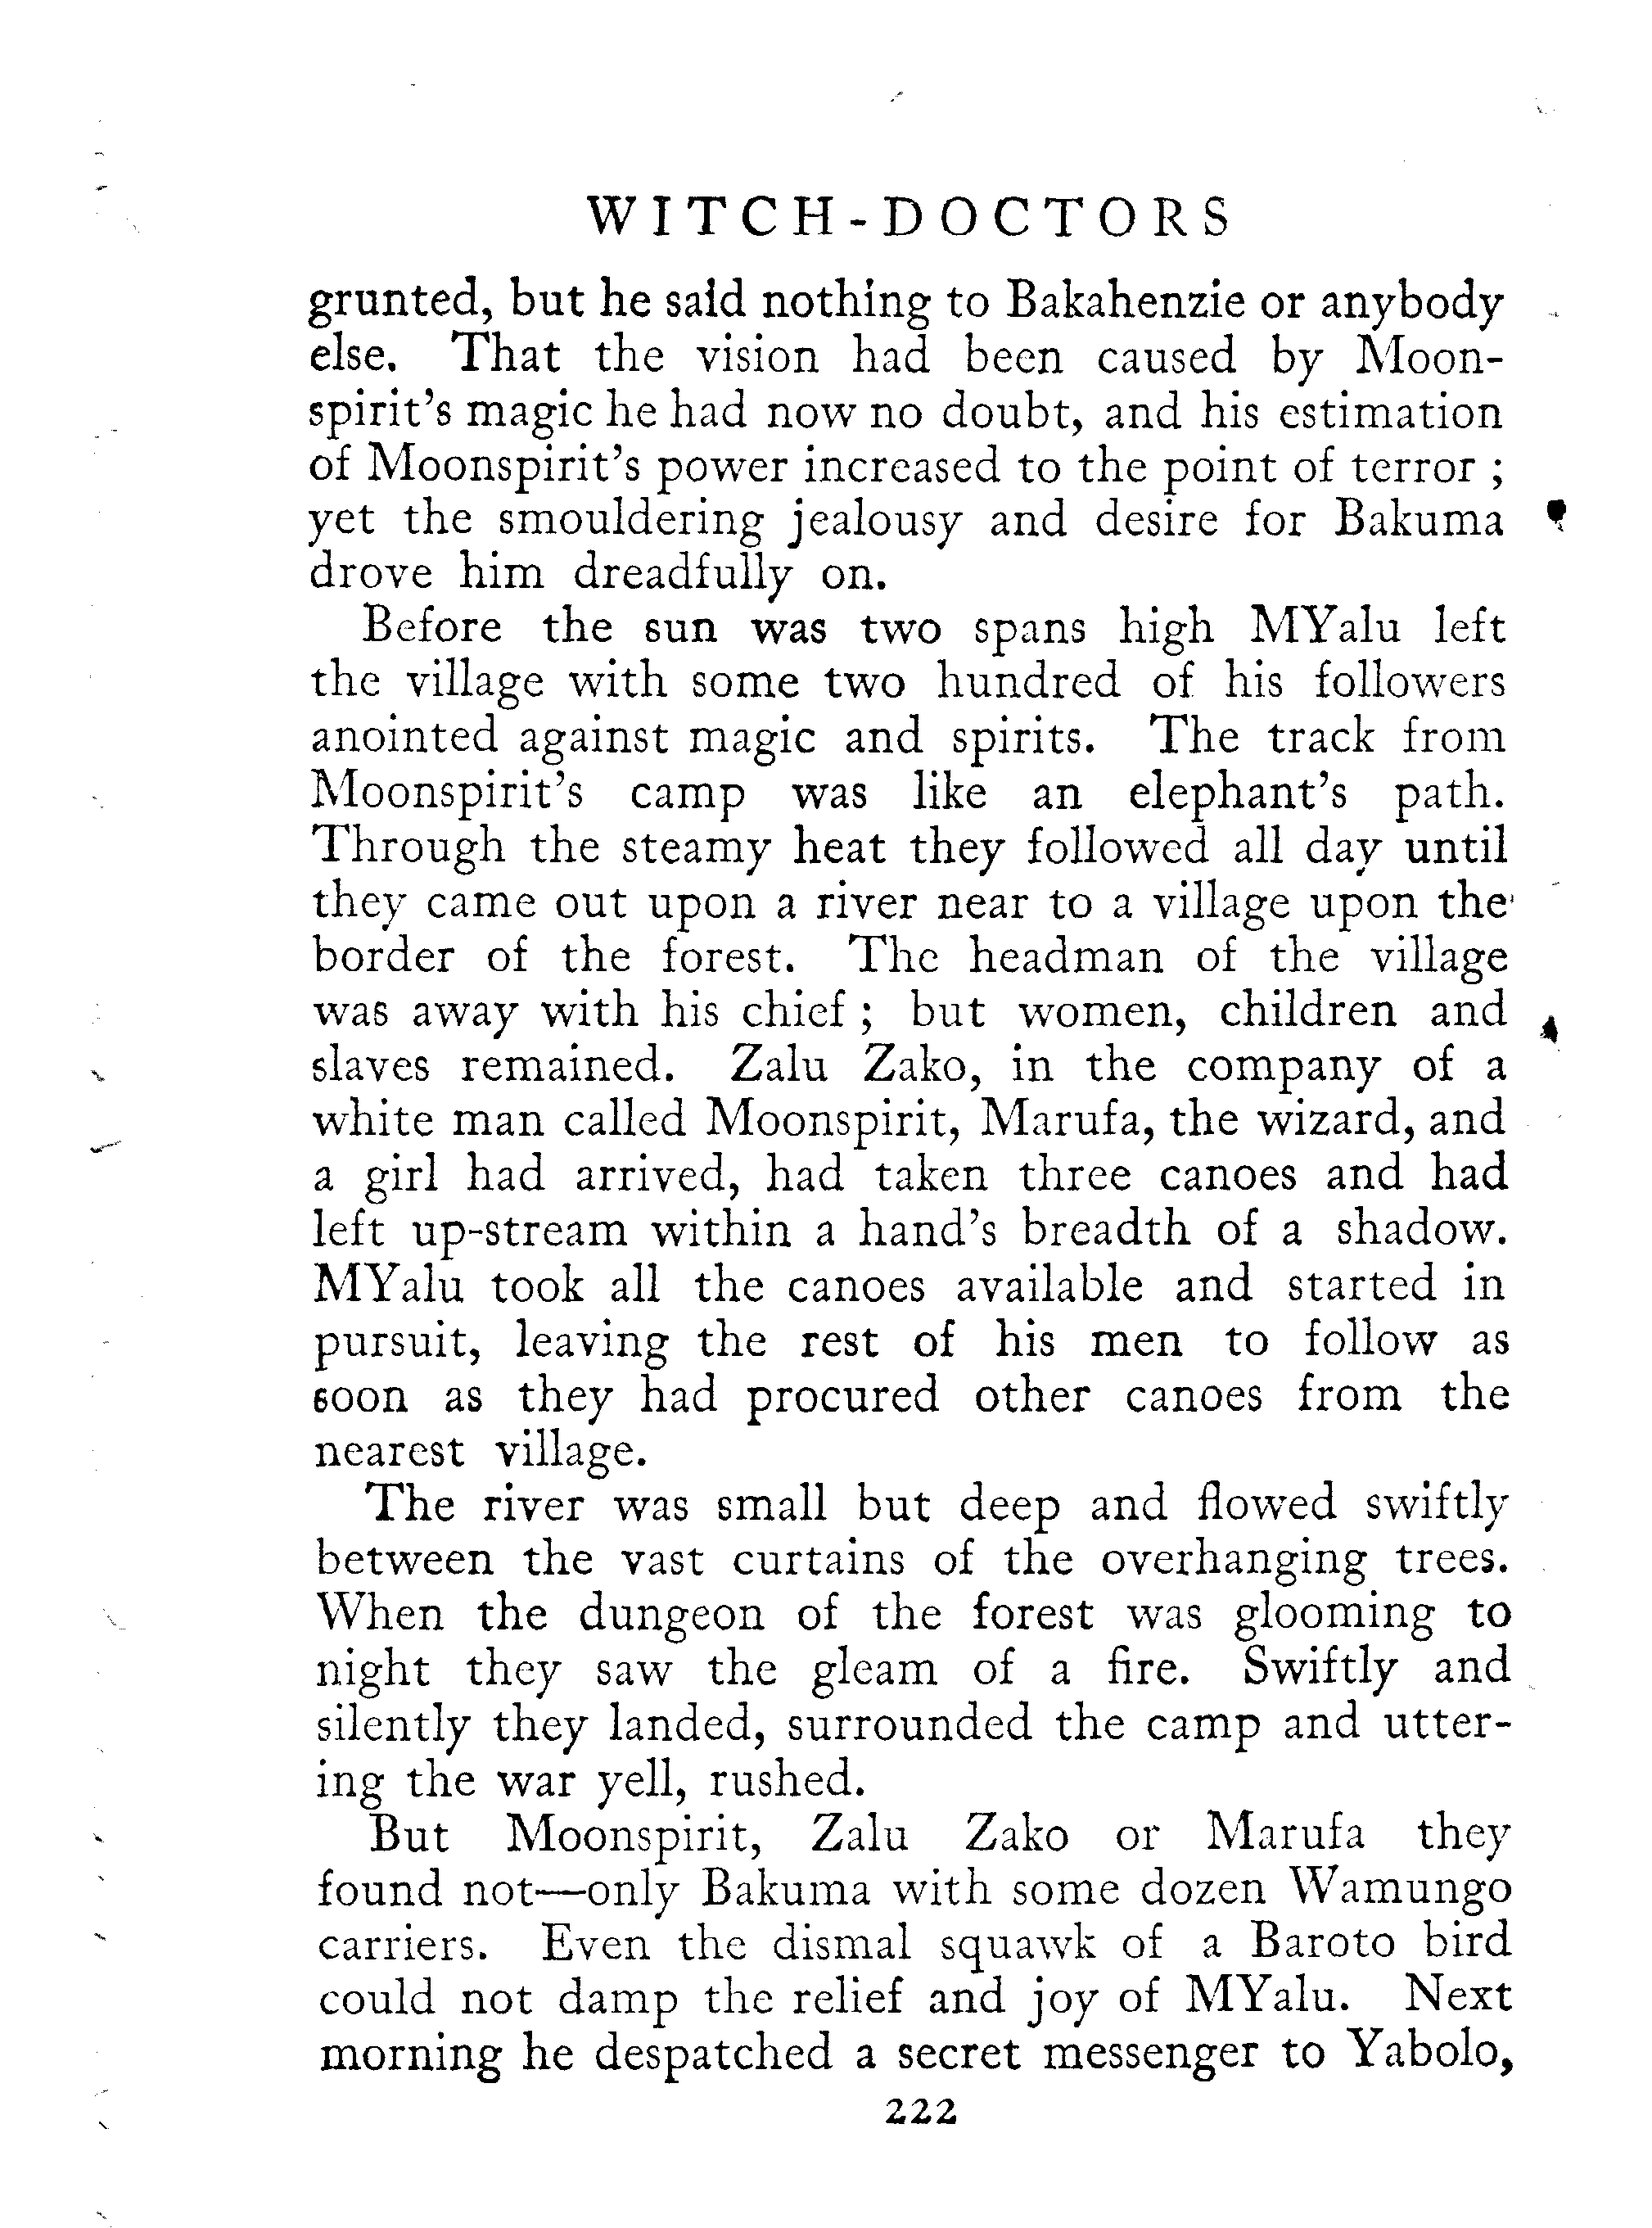 WITCH-DOCTORS
grunted, but he said nothing to Bakahenzie or anybody
else. That the vision had been caused by Moon-
spirit's magic he had now no doubt, and his estimation
of Moonspirit's power increased to the point of terror ;
yet the smouldering jealousy and desire for Bakuma
drove him dreadfully on.
Before the sun was two spans high MYalu left
the village with some two hundred of his followers
anointed against magic and spirits. The track from
Moonspirit's camp was like an elephant's path.
Through the steamy heat they followed all day until
they came out upon a river near to a village upon the
border of the forest. The headman of the village
was away with his chief ; but women, children and
slaves remained. Zalu Zako, in the company of a
white man called Moonspirit, Marufa, the wizard, and
a girl had arrived, had taken three canoes and had
left up-stream within a hand's breadth of a shadow.
MYalu took all the canoes available and started in
pursuit, leaving the rest of his men to follow as
soon as they had procured other canoes from the
nearest village.
The river was small but deep and flowed swiftly
between the vast curtains of the overhanging trees.
When the dungeon of the forest was glooming to
night they saw the gleam of a fire. Swiftly and
silently they landed, surrounded the camp and utter-
ing the war yell, rushed.
But Moonspirit, Zalu Zako or Marufa they
found not—only Bakuma with some dozen Wamungo
carriers. Even the dismal squawk of a Baroto bird
could not damp the relief and joy of MYalu. Next
morning he despatched a secret messenger to Yabolo,
222